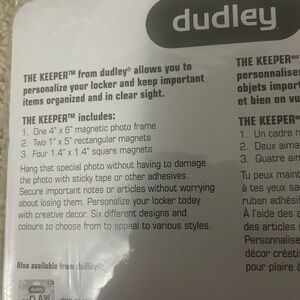 dudley
THE KEEPER™ from dudley® allows you to
personalize your locker and keep important
items organized and in clear sight.
THE KEEPER™ includes:
1. One 4" x 6" magnetic photo frame
2. Two 1" x 5" rectangular magnets
3. Four 1.4" x 1.4" square magnets
Hang that special photo without having to damage
the photo with sticky tape or other adhesives.
Secure important notes or articles without worrying
about losing them. Personalize your locker today
with creative decor. Six different designs and
colours to choose from to appeal to various styles.
Also available from dudley®
dudley
CLAW
THE KEEPER
personnaliser
objets import
et bien en vu
THE KEEPER
1. Un cadre
2. Deux aima
3. Quatre aim
Tu peux maint
à tes yeux sa
ruban adhésif
À l'aide des
des articles
Personnalise
décor créati
pour plaire